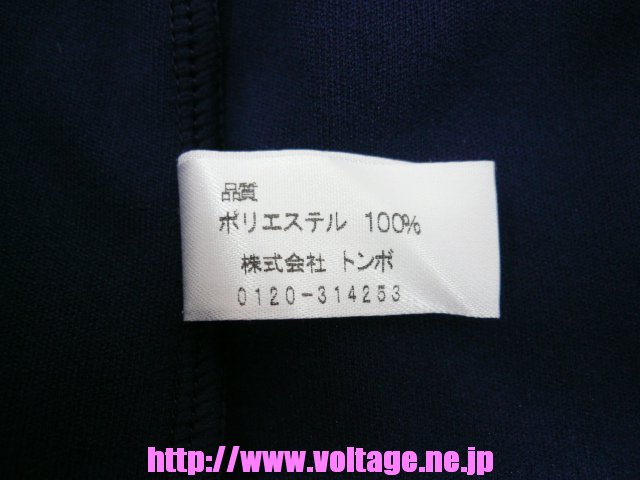 品質
ポリエステル 100%
株式会社 トンボ
0120-314253
http://www.voltage.ne.jp